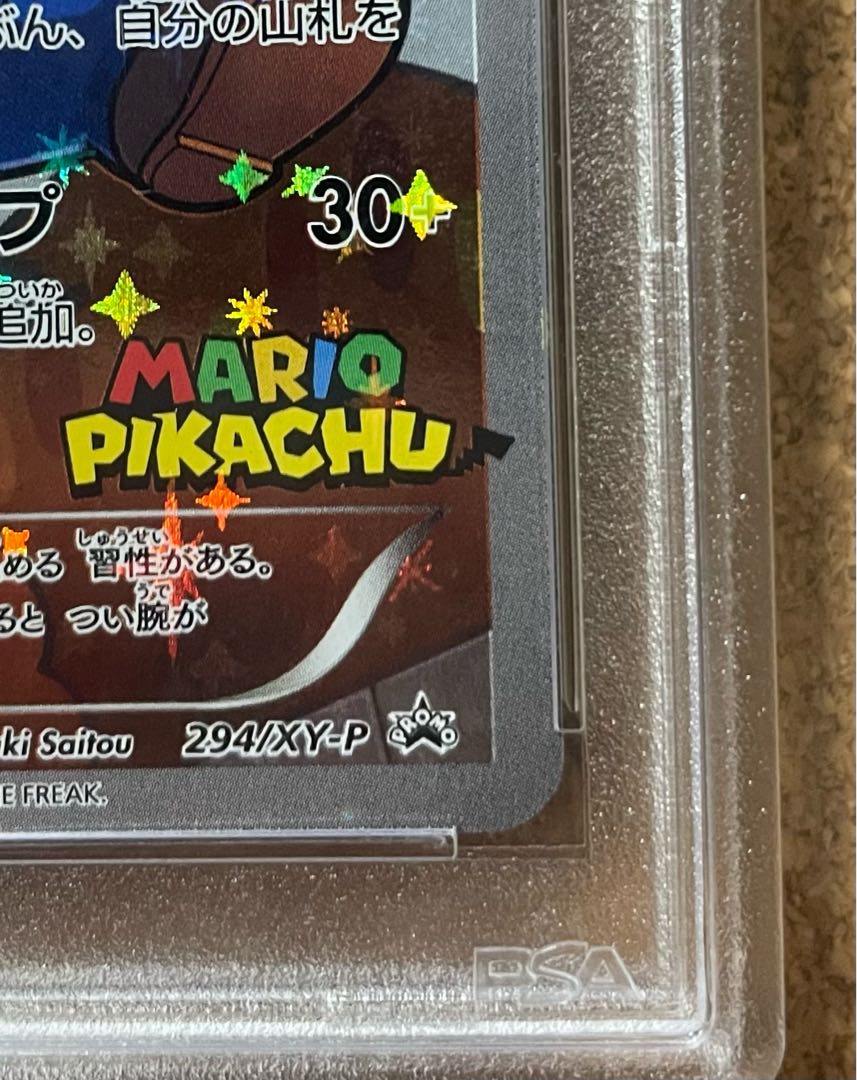 ぶん、自分の山札を
プ 30+
ついか
追加。
MARIO
PIKACHU
しゅうせい
める 習性がある。
うで
ると つい腕が
ki Saitou 294/XY-P PROMO
E FREAK.
PSA